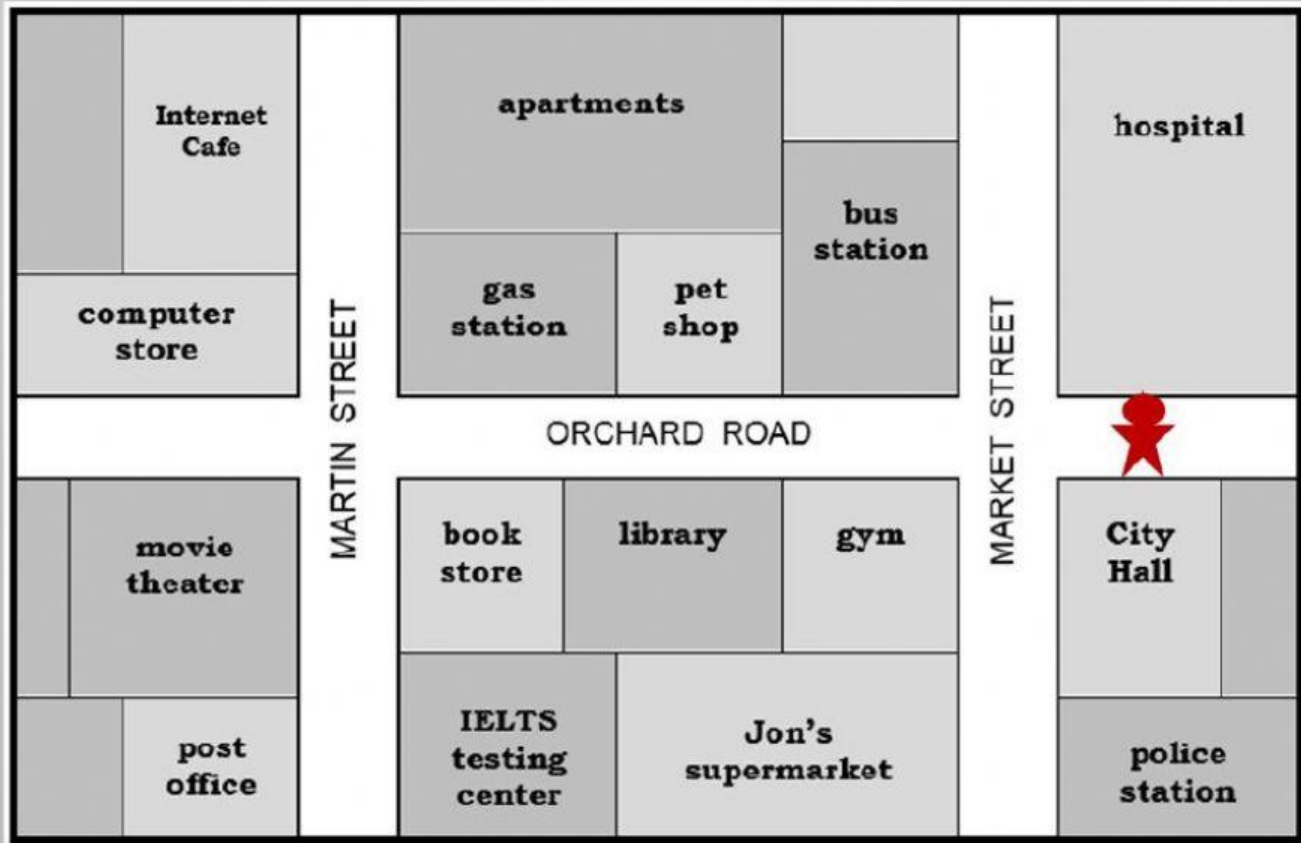 Internet
Cafe
apartments
hospital
bus
station
computer
store
gas
station
pet
shop
MARTIN STREET
ORCHARD ROAD
MARKET STREET
movie
theater
book
store
library
gym
City
Hall
post
office
IELTS
testing
center
Jon's
supermarket
police
station